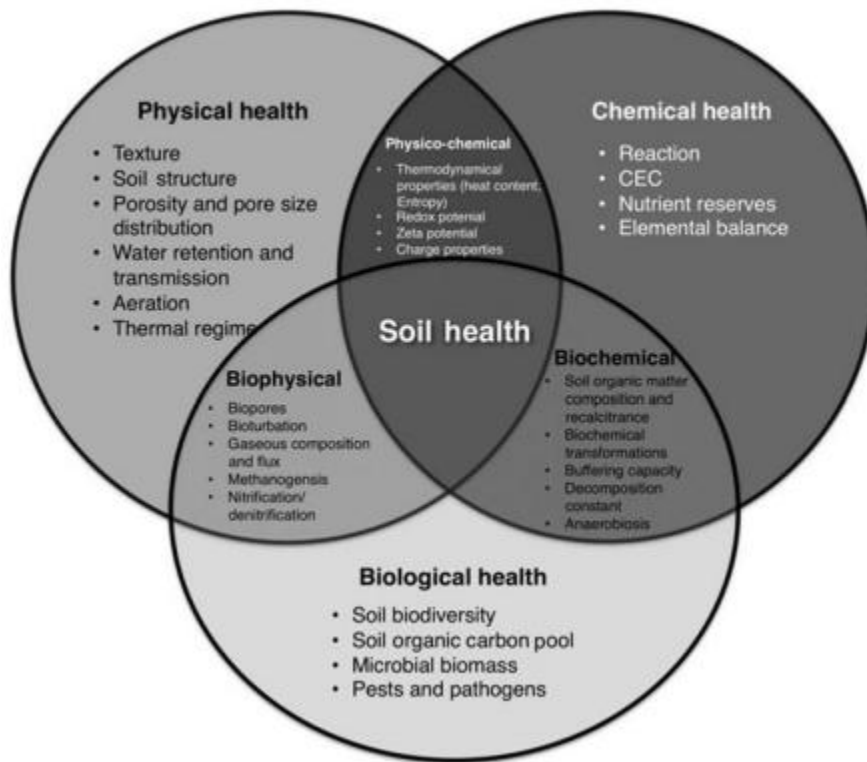 Physical health
• Texture
• Soil structure
• Porosity and pore size
distribution
• Water retention and
transmission
• Aeration
• Thermal regime
Physico-chemical
• Thermodynamical
properties (heat content;
Entropy)
• Redox potenial
• Zeta potential
• Charge properties
Chemical health
• Reaction
• CEC
• Nutrient reserves
• Elemental balance
Soil health
Biophysical
• Biopores
• Bioturbation
• Gaseous composition
and flux
• Methanogensis
• Nitrification/
denitrification
Biochemical
• Soil organic matter
composition and
recalcitrance
• Biochemical
transformations
• Buffering capacity
• Decomposition
constant
• Anaerobiosis
Biological health
• Soil biodiversity
• Soil organic carbon pool
• Microbial biomass
• Pests and pathogens